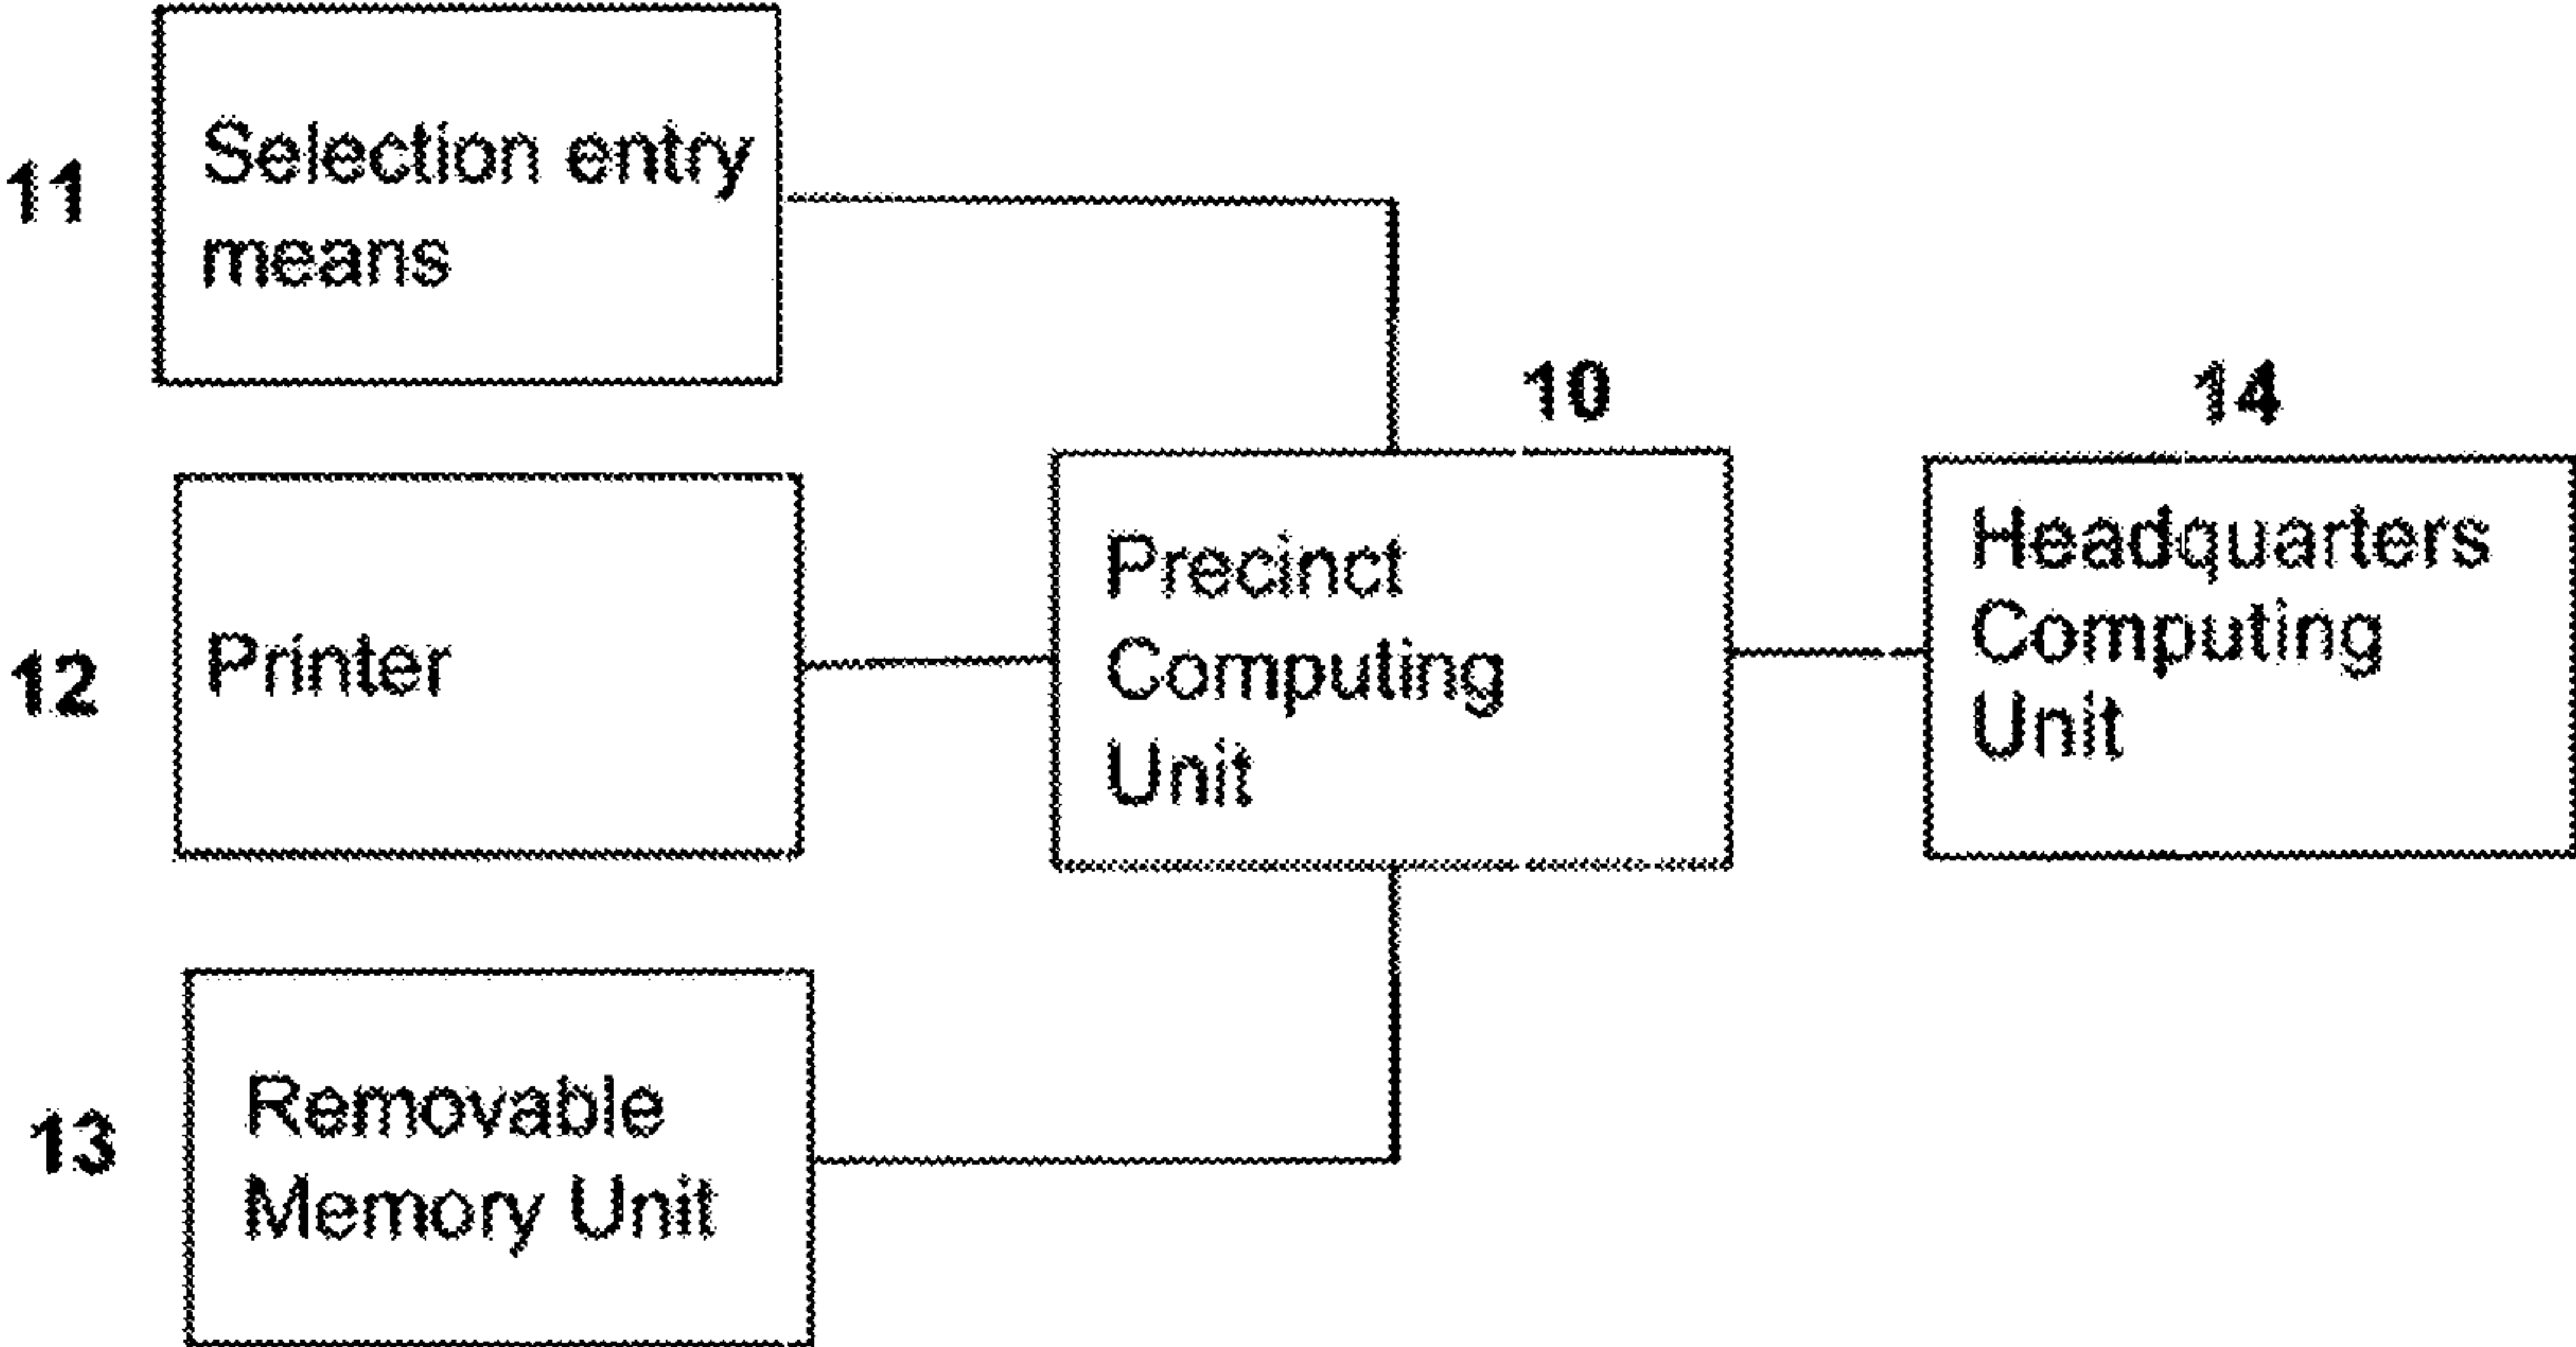 11
Selection entry
means
10
14
12
Printer
Precinct
Computing
Unit
Headquarters
Computing
Unit
13
Removable
Memory Unit